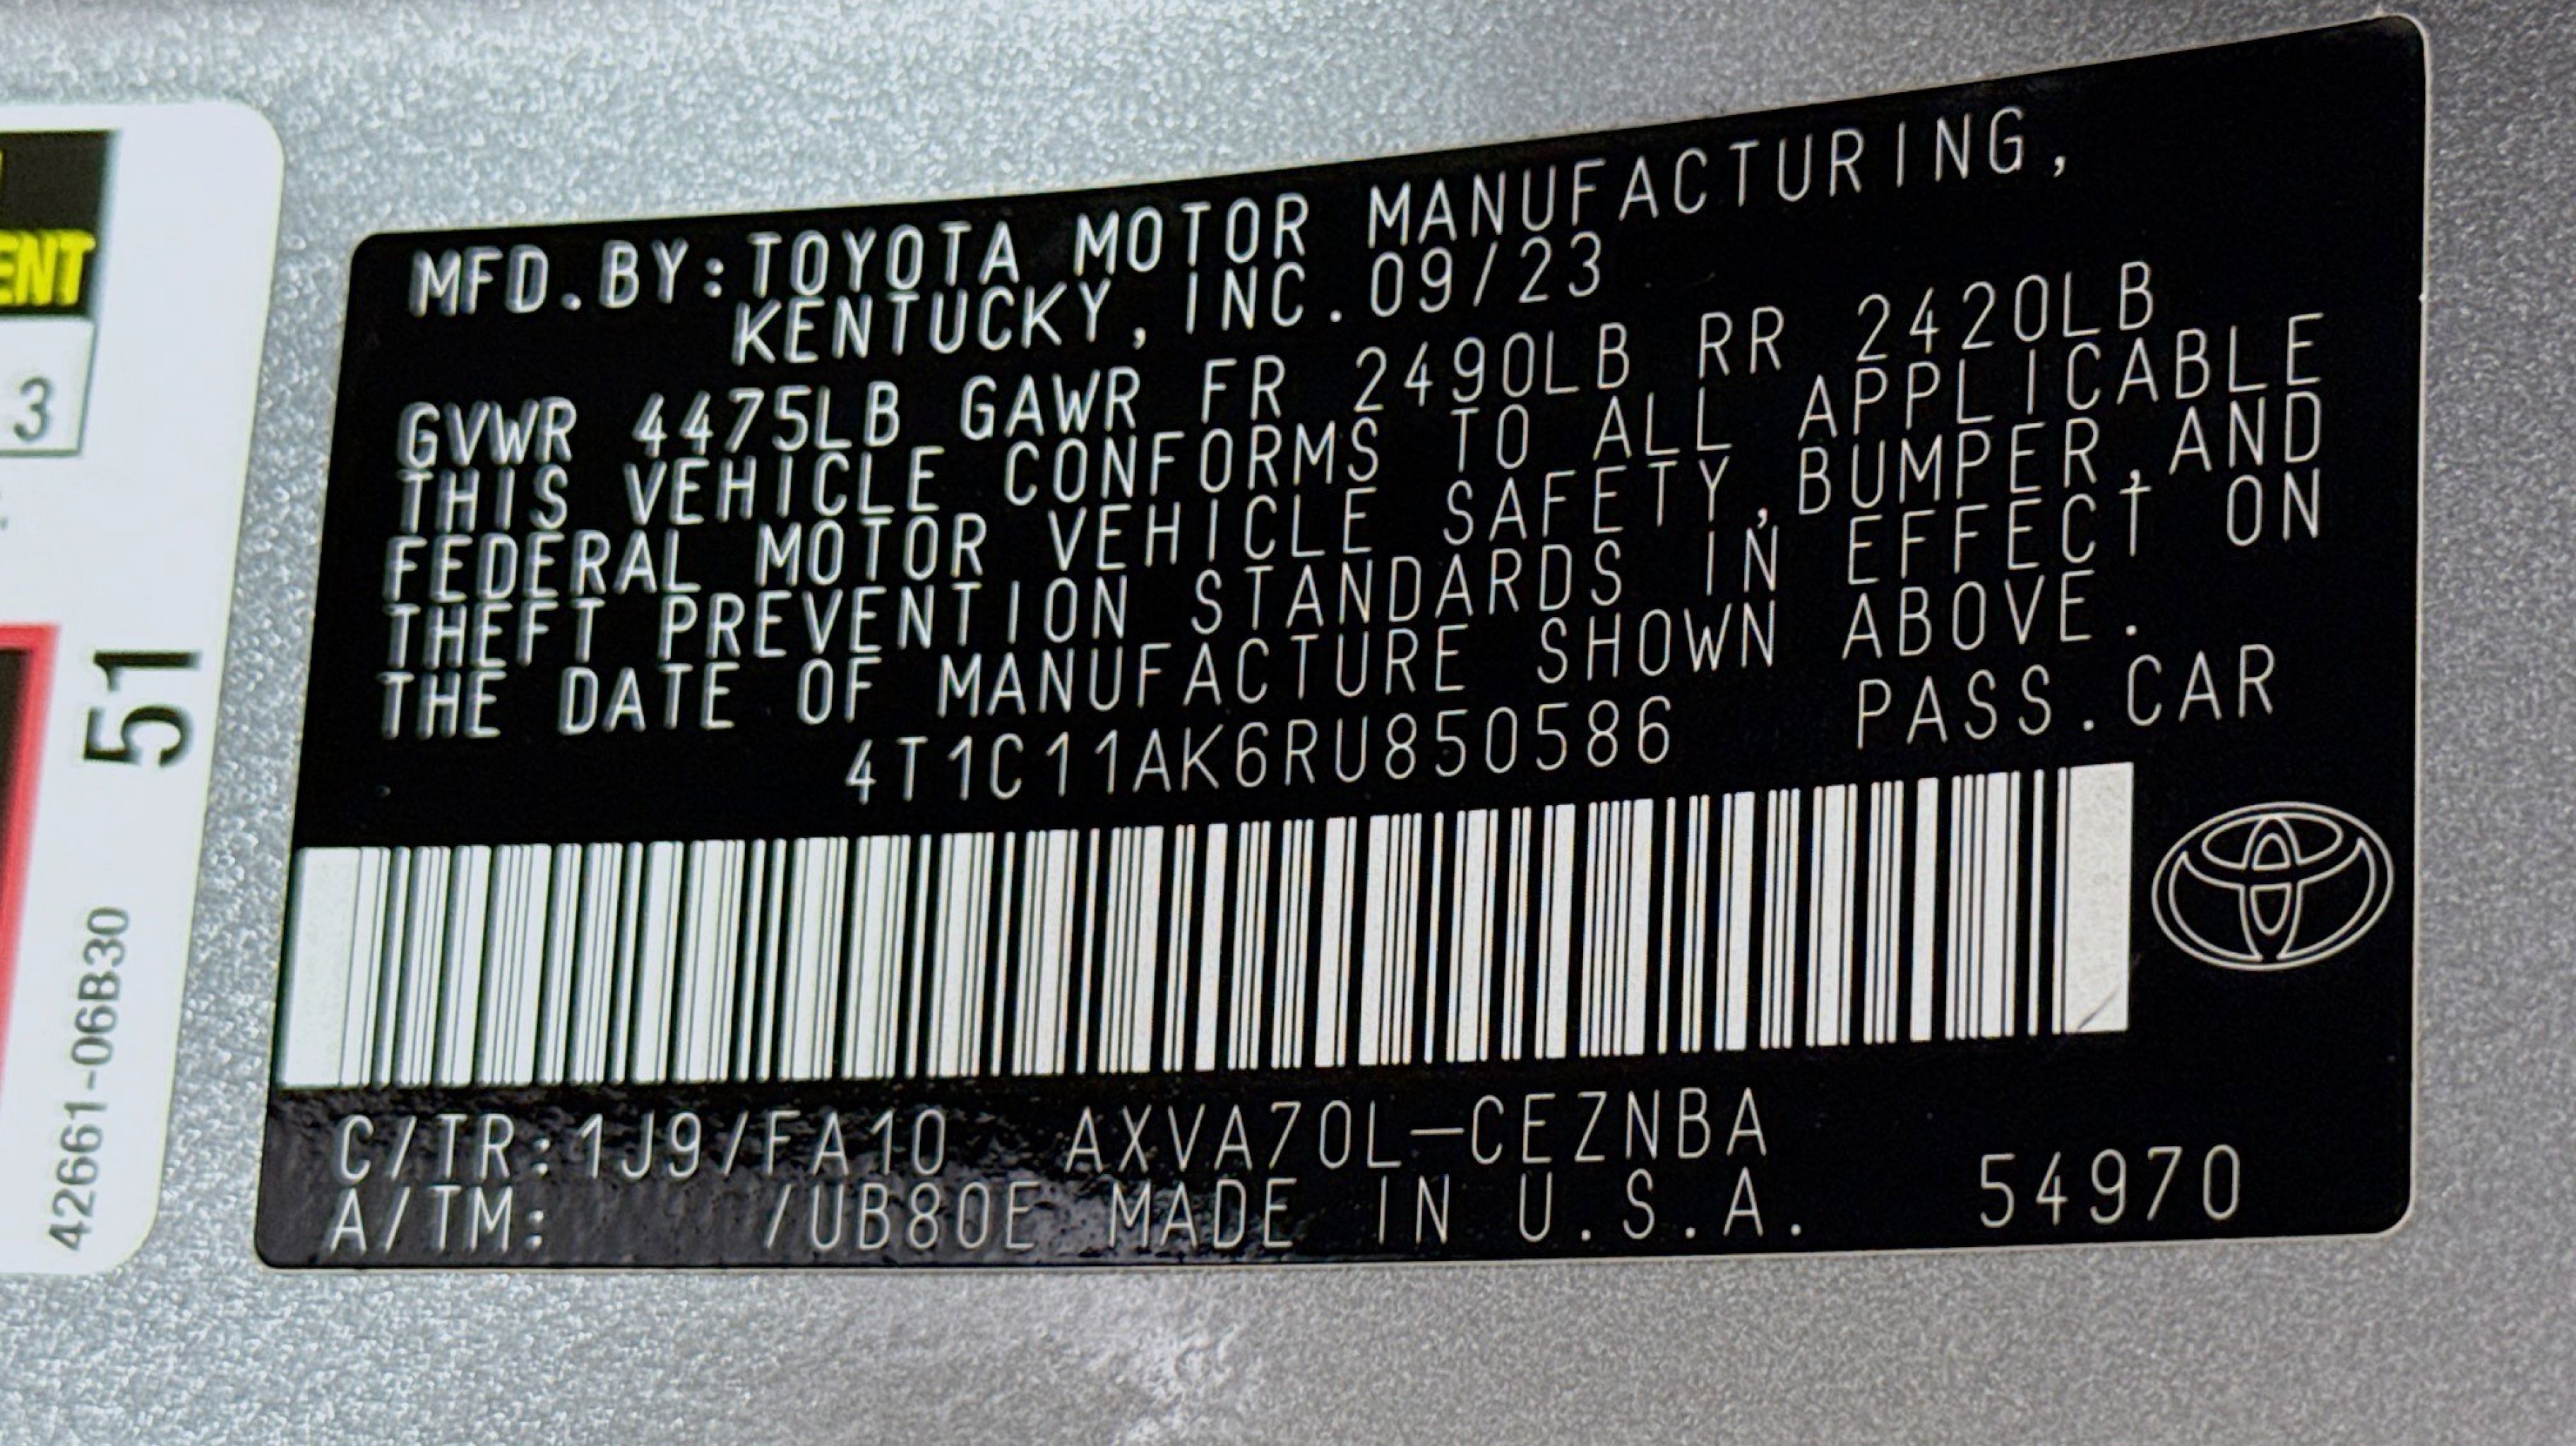 ENT
3
51
42661-06B30
MFD.BY:TOYOTA MOTOR MANUFACTURING,
KENTUCKY, INC.09/23
GVWR 4475LB GAWR FR 2490LB RR 2420LB
THIS VEHICLE CONFORMS TO ALL APPLICABLE
FEDERAL MOTOR VEHICLE SAFETY,BUMPER,AND
THEFT PREVENTION STANDARDS IN EFFECT ON
THE DATE OF MANUFACTURE SHOWN ABOVE.
4T1C11AK6RU850586 PASS.CAR
C/TR:1J9/FA10 AXVA70L-CEZNBA
A/TM: /UB80E MADE IN U.S.A. 54970